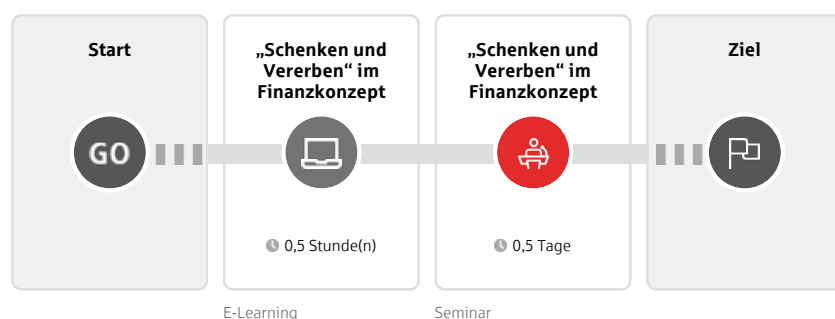 Start
„Schenken und
Vererben“ im
Finanzkonzept
„Schenken und
Vererben“ im
Finanzkonzept
Ziel
GO
0,5 Stunde(n)
0,5 Tage
E-Learning
Seminar